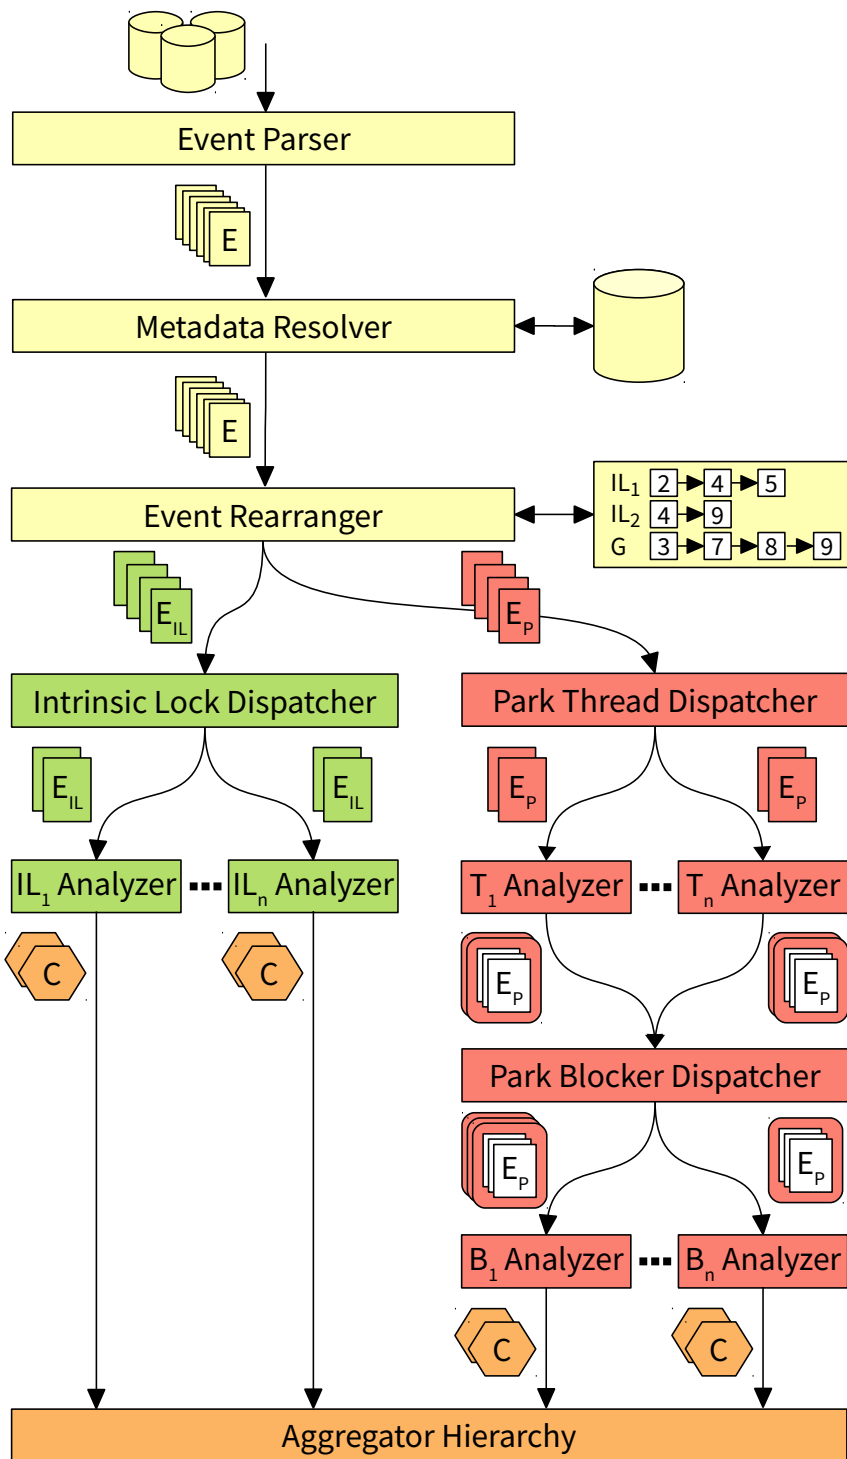 Event Parser
E
Metadata Resolver
E
Event Rearranger
IL1 2 4 5
IL2 4 9
G 3 7 8 9
EIL EP
Intrinsic Lock Dispatcher Park Thread Dispatcher
EIL EIL EP EP
IL1 Analyzer ILn Analyzer T1 Analyzer Tn Analyzer
C C EP EP
Park Blocker Dispatcher
EP EP
B1 Analyzer Bn Analyzer
C C
Aggregator Hierarchy